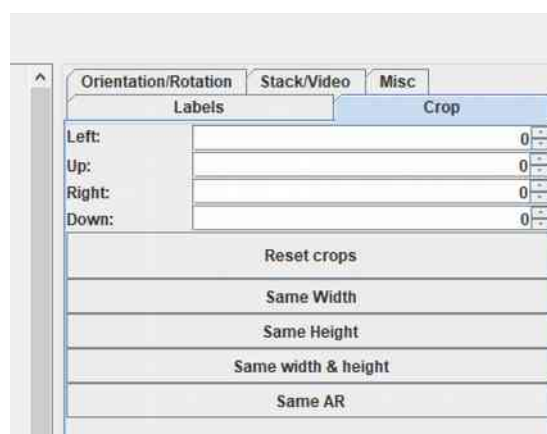 Orientation/Rotation Stack/Video Misc
Labels Crop
Left: 0
Up: 0
Right: 0
Down: 0
Reset crops
Same Width
Same Height
Same width & height
Same AR